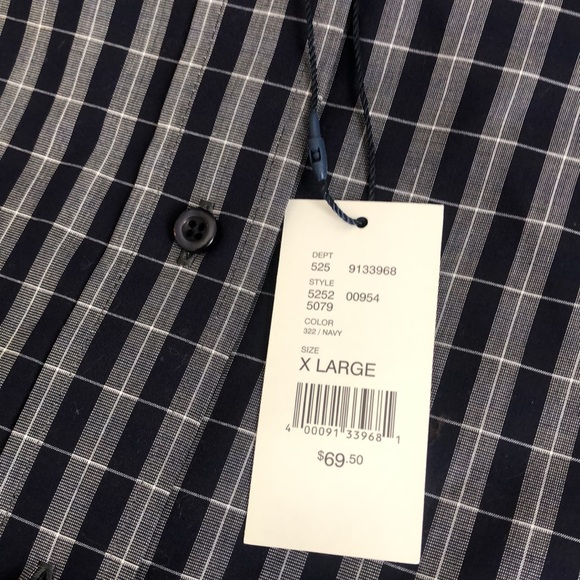 DEPT
525 9133968
STYLE
5252 00954
5079
COLOR
322 / NAVY
SIZE
X LARGE
4 00091 33968 1
$69.50